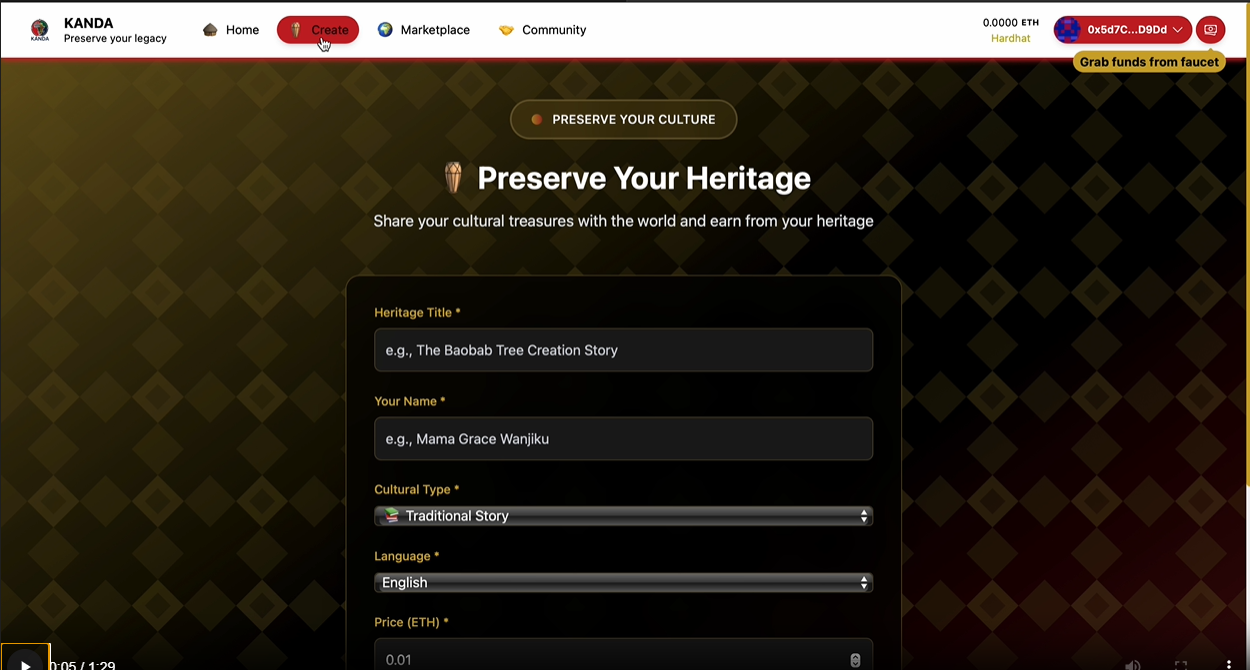 KANDA
Preserve your legacy
Home
Create
Marketplace
Community
0.0000 ETH
Hardhat
0x5d7C...D9Dd
Grab funds from faucet
KANDA
PRESERVE YOUR CULTURE
Preserve Your Heritage
Share your cultural treasures with the world and earn from your heritage
Heritage Title *
e.g., The Baobab Tree Creation Story
Your Name *
e.g., Mama Grace Wanjiku
Cultural Type *
Traditional Story
Language *
English
Price (ETH) *
0.01
0:05 / 1:29